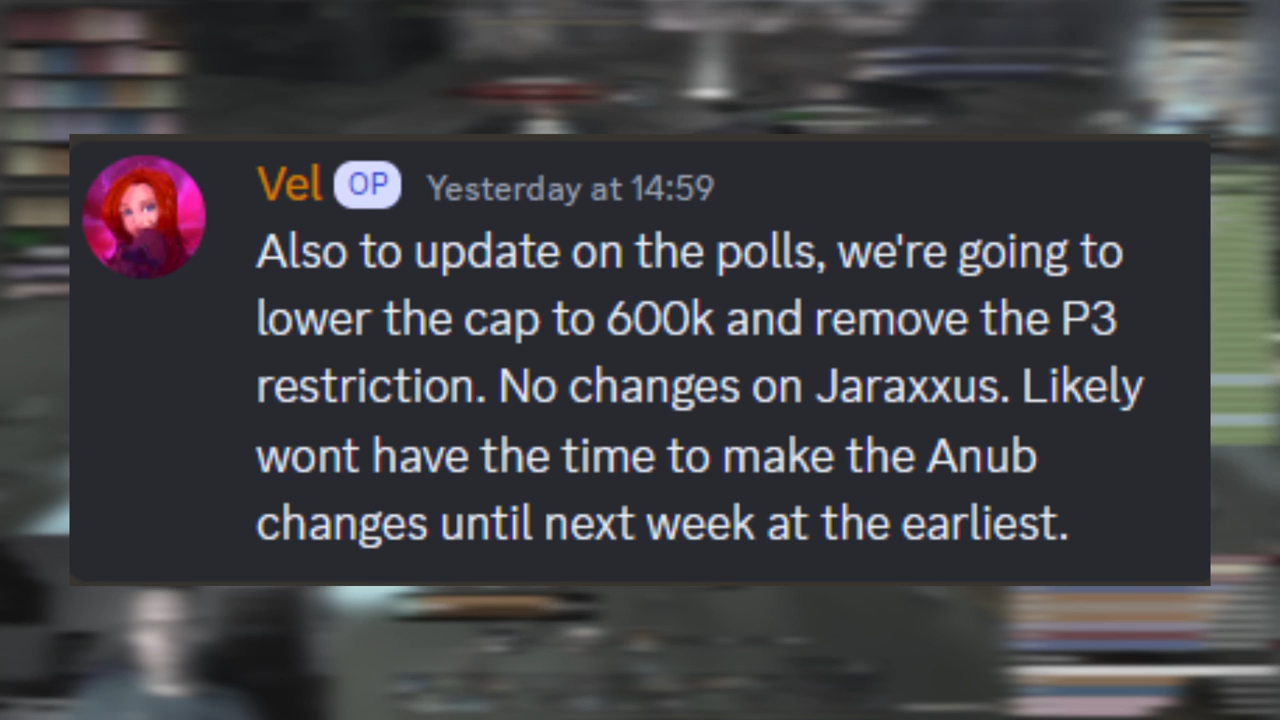 Vel OP Yesterday at 14:59
Also to update on the polls, we're going to
lower the cap to 600k and remove the P3
restriction. No changes on Jaraxxus. Likely
wont have the time to make the Anub
changes until next week at the earliest.